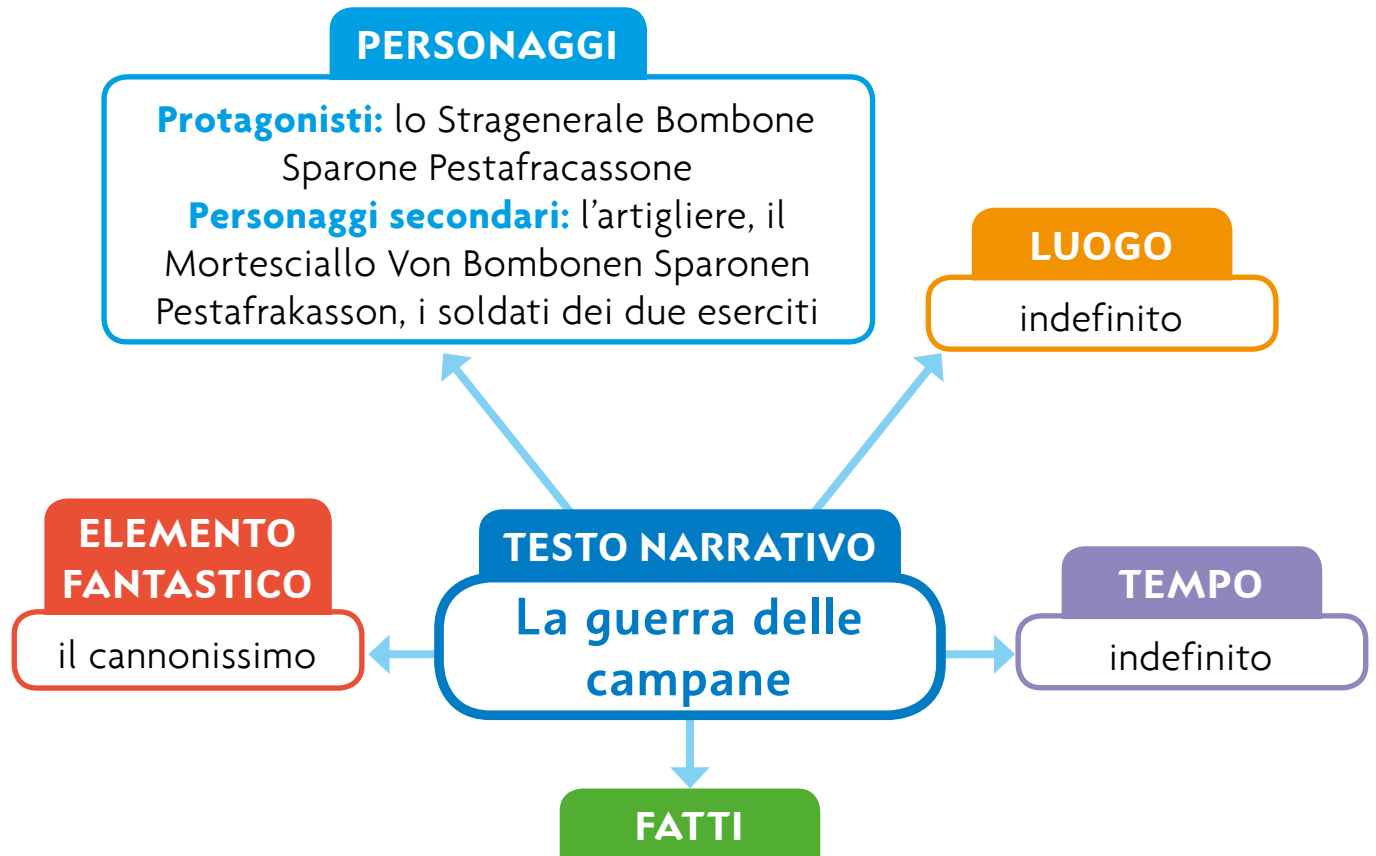 PERSONAGGI
Protagonisti: lo Stragenerale Bombone
Sparone Pestafracassone
Personaggi secondari: l'artigliere, il
Mortesciallo Von Bombonen Sparonen
Pestafrakasson, i soldati dei due eserciti
LUOGO
indefinito
ELEMENTO
FANTASTICO
il cannonissimo
TESTO NARRATIVO
La guerra delle
campane
TEMPO
indefinito
FATTI